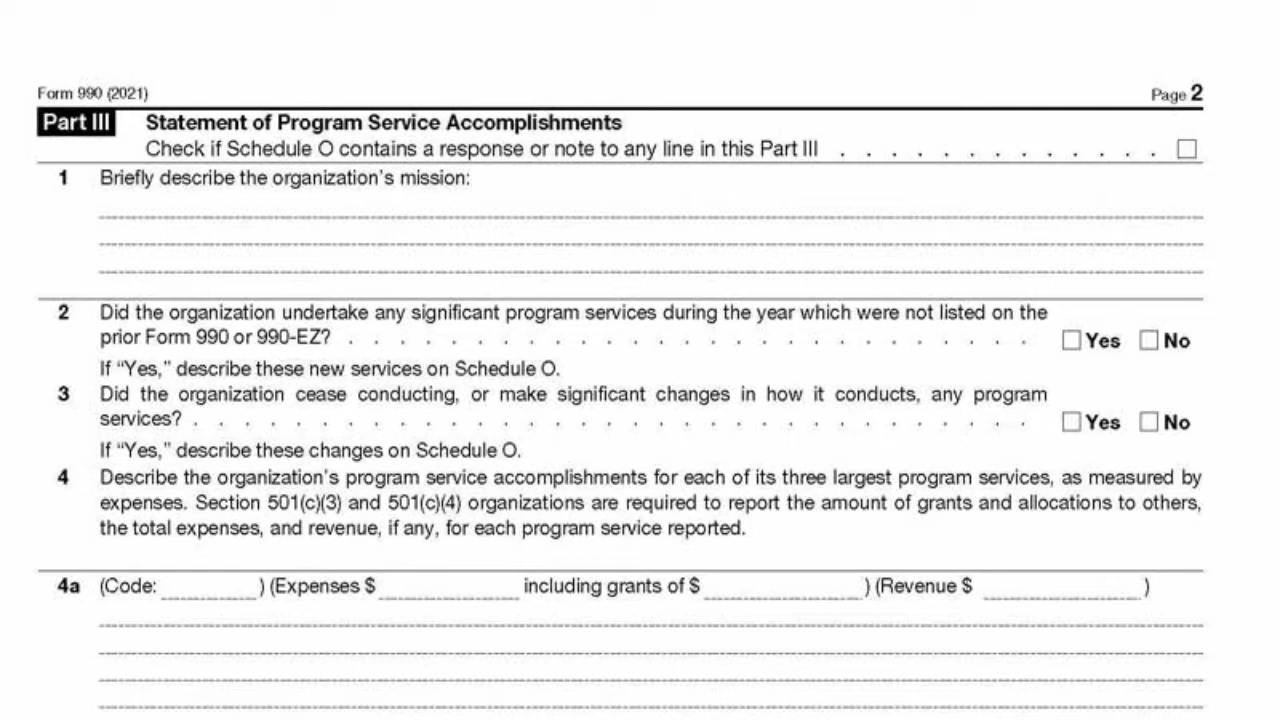 Form 990 (2021)
Page 2
Part III Statement of Program Service Accomplishments
Check if Schedule O contains a response or note to any line in this Part III . . . . . . . . . . . . .
1 Briefly describe the organization's mission:
2 Did the organization undertake any significant program services during the year which were not listed on the
prior Form 990 or 990-EZ? . . . . . . . . . . . . . . . . . . . . . . . . . . . Yes No
If “Yes,” describe these new services on Schedule O.
3 Did the organization cease conducting, or make significant changes in how it conducts, any program
services? . . . . . . . . . . . . . . . . . . . . . . . . . . . . . . . . . Yes No
If “Yes,” describe these changes on Schedule O.
4 Describe the organization's program service accomplishments for each of its three largest program services, as measured by
expenses. Section 501(c)(3) and 501(c)(4) organizations are required to report the amount of grants and allocations to others,
the total expenses, and revenue, if any, for each program service reported.
4a (Code: ) (Expenses $ including grants of $ ) (Revenue $ )